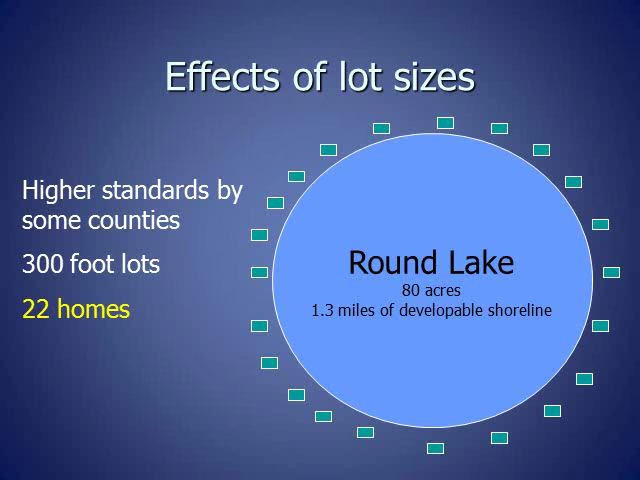 Effects of lot sizes
Higher standards by
some counties
300 foot lots
22 homes
Round Lake
80 acres
1.3 miles of developable shoreline